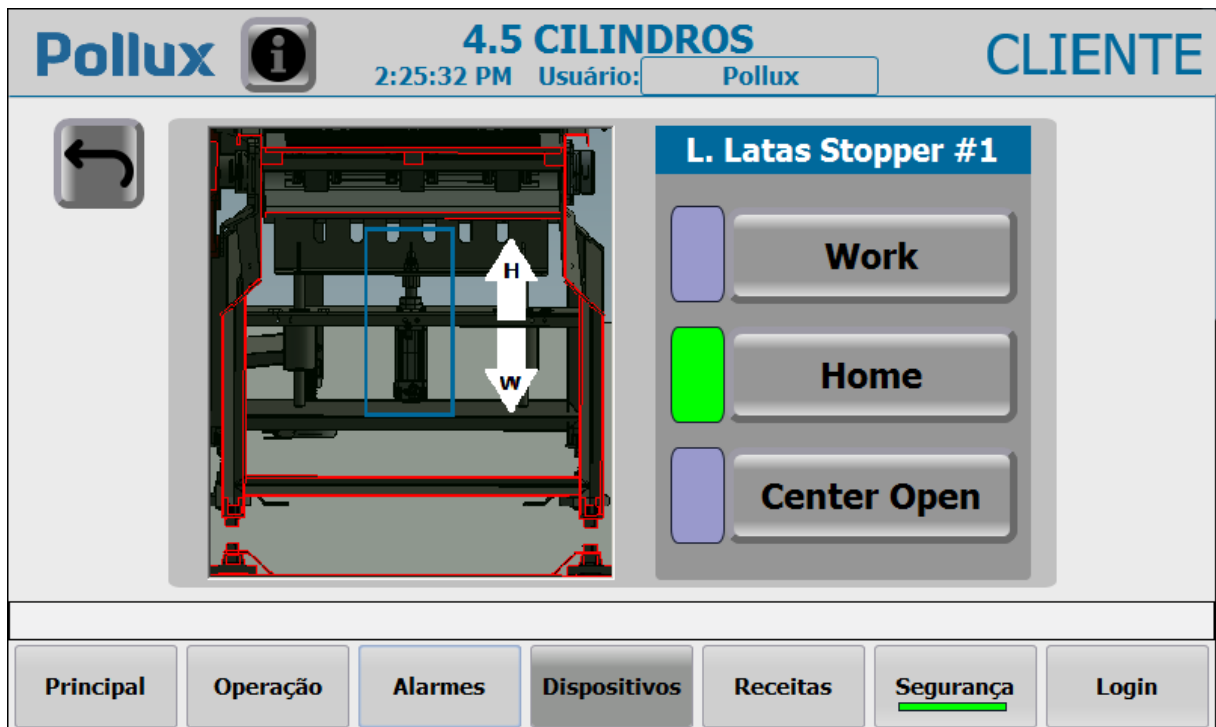 Pollux
i
4.5 CILINDROS
2:25:32 PM Usuário: Pollux
CLIENTE
L. Latas Stopper #1
H
W
Work
Home
Center Open
Principal
Operação
Alarmes
Dispositivos
Receitas
Segurança
Login